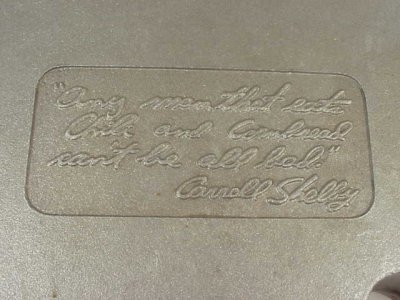 "Any man that eats
Chili and Cornbread
can't be all bad."
Carroll Shelby